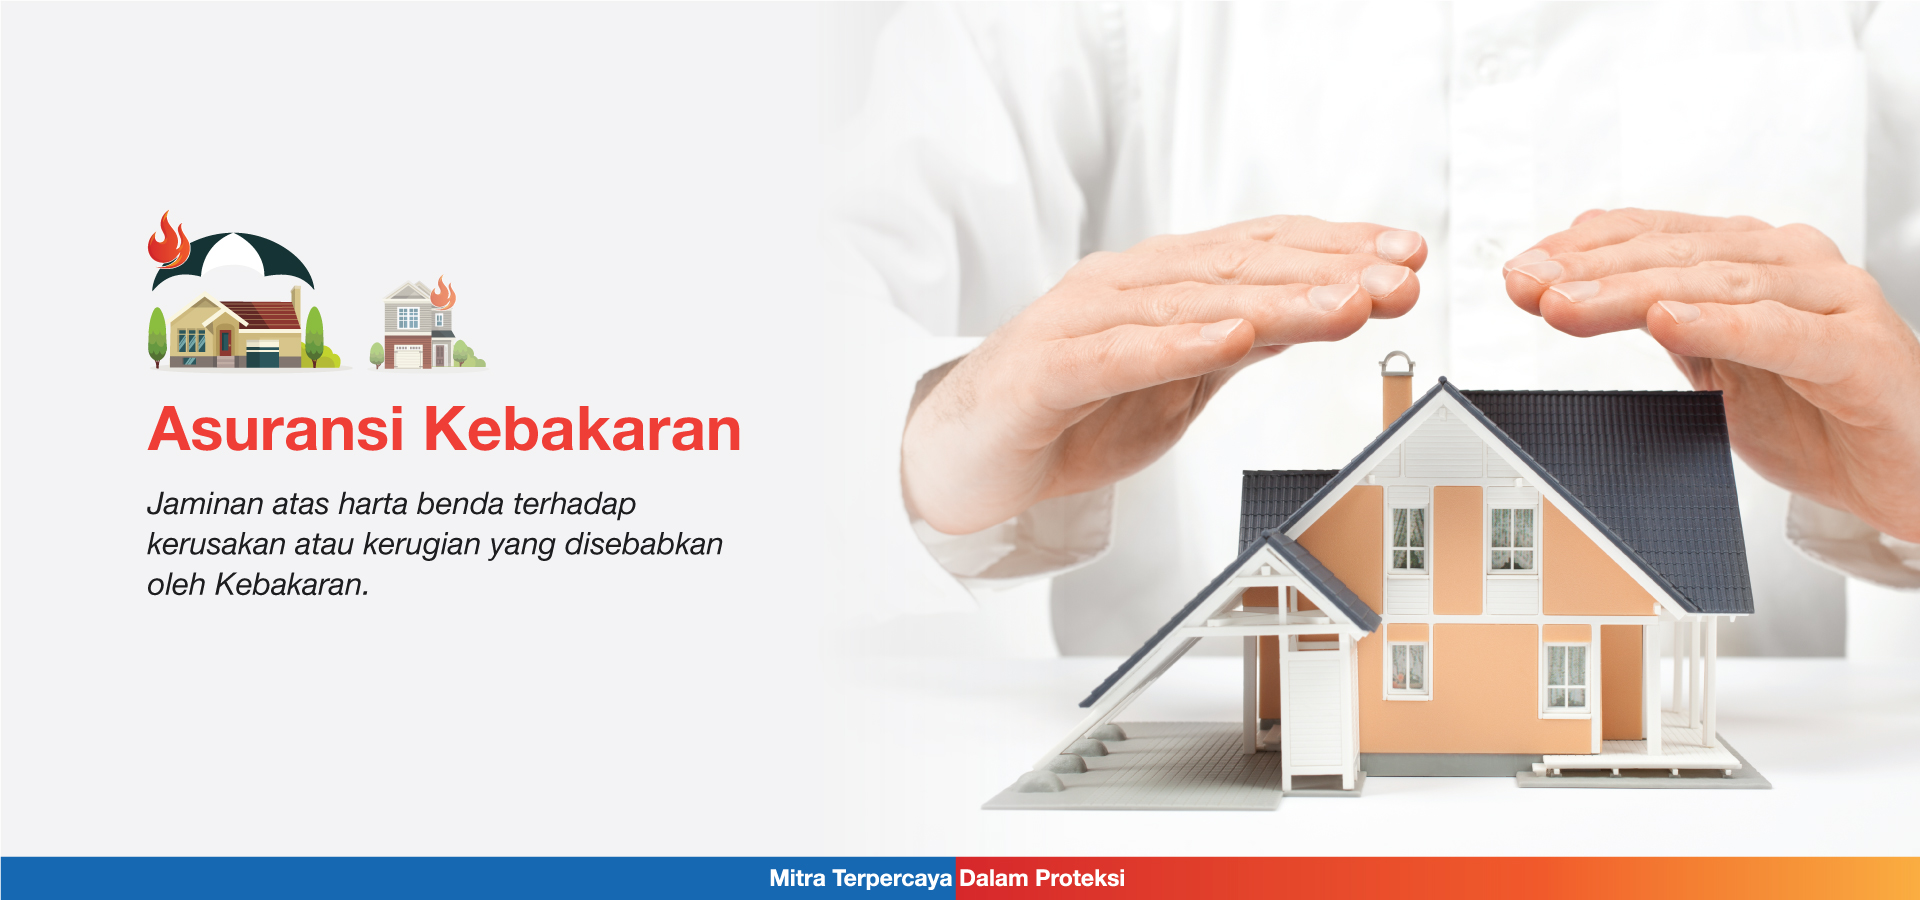 Asuransi Kebakaran
Jaminan atas harta benda terhadap
kerusakan atau kerugian yang disebabkan
oleh Kebakaran.
Mitra Terpercaya Dalam Proteksi